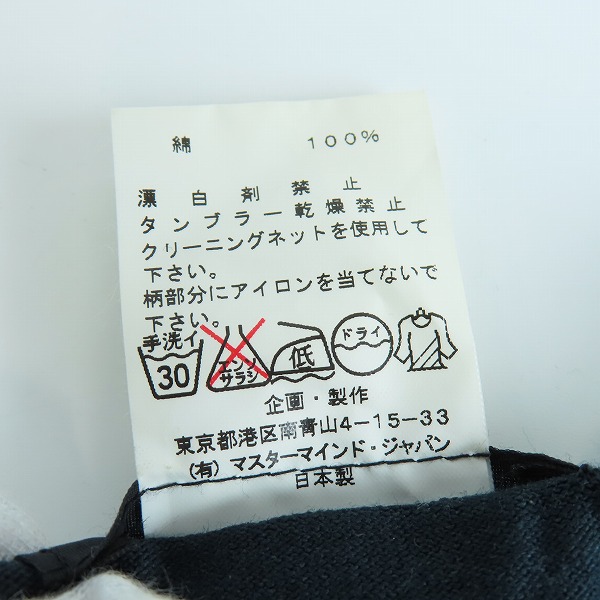 綿 100%
漂白剤禁止
タンブラー乾燥禁止
クリーニングネットを使用して
下さい。
柄部分にアイロンを当てないで
下さい。
手洗イ
30 エンソサラシ 低 ドライ
企画・製作
東京都港区南青山4-15-33
(有)マスターマインド・ジャパン
日本製